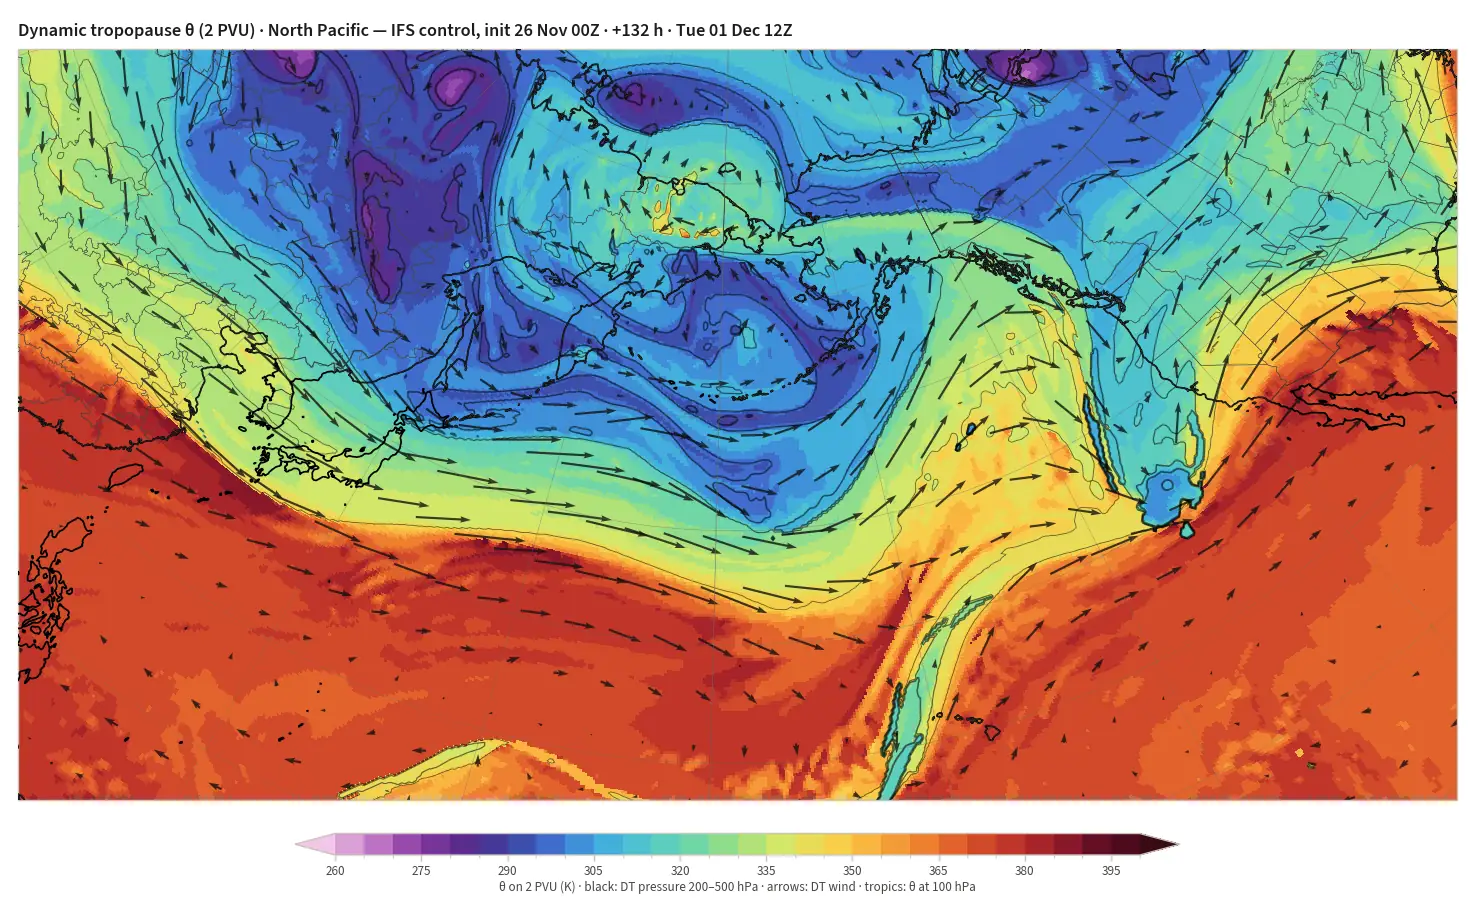 Dynamic tropopause θ (2 PVU) · North Pacific — IFS control, init 26 Nov 00Z · +132 h · Tue 01 Dec 12Z
260 275 290 305 320 335 350 365 380 395
θ on 2 PVU (K) · black: DT pressure 200–500 hPa · arrows: DT wind · tropics: θ at 100 hPa